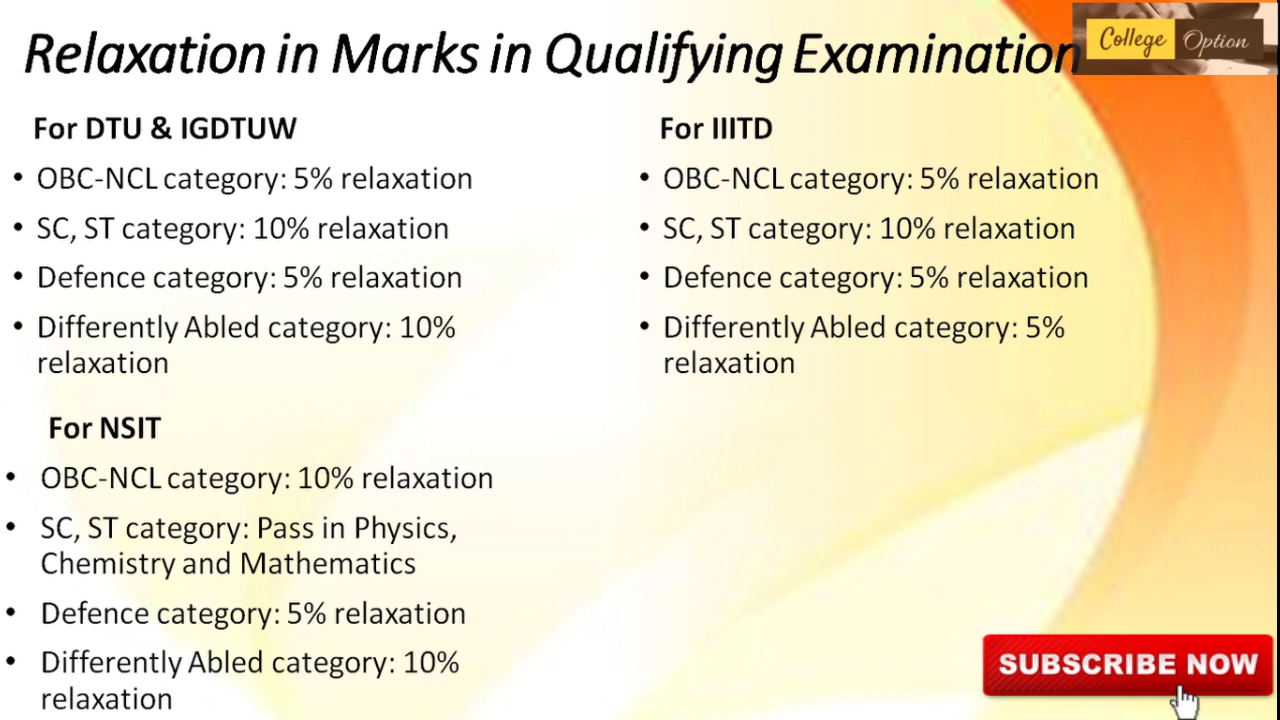 Relaxation in Marks in Qualifying Examination
College Option
For DTU & IGDTUW
• OBC-NCL category: 5% relaxation
• SC, ST category: 10% relaxation
• Defence category: 5% relaxation
• Differently Abled category: 10%
relaxation
For IIITD
• OBC-NCL category: 5% relaxation
• SC, ST category: 10% relaxation
• Defence category: 5% relaxation
• Differently Abled category: 5%
relaxation
For NSIT
• OBC-NCL category: 10% relaxation
• SC, ST category: Pass in Physics,
Chemistry and Mathematics
• Defence category: 5% relaxation
• Differently Abled category: 10%
relaxation
SUBSCRIBE NOW